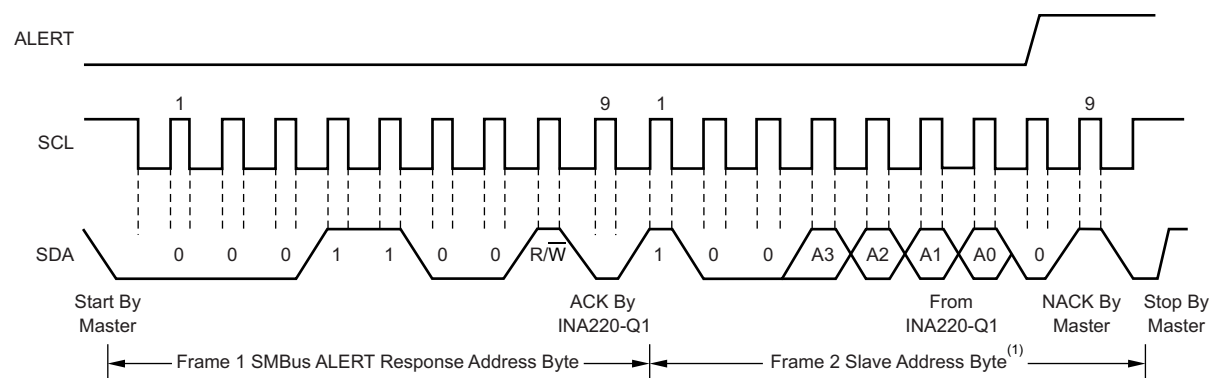 ALERT
1 9 1 9
SCL
SDA
0 0 0 1 1 0 0 R/W 1 0 0 A3 A2 A1 A0 0
Start By
Master
ACK By
INA220-Q1
From
INA220-Q1
NACK By
Master
Stop By
Master
Frame 1 SMBus ALERT Response Address Byte
Frame 2 Slave Address Byte(1)